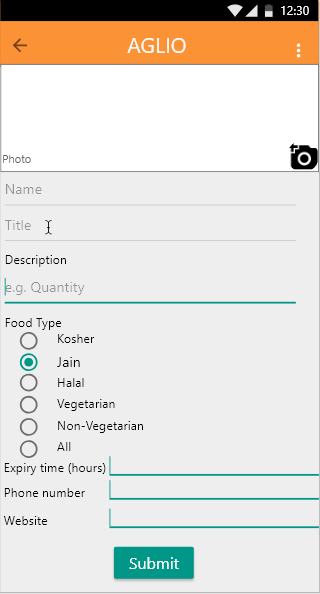 12:30
AGLIO
Photo
Name
Title
Description
e.g. Quantity
Food Type
Kosher
Jain
Halal
Vegetarian
Non-Vegetarian
All
Expiry time (hours)
Phone number
Website
Submit